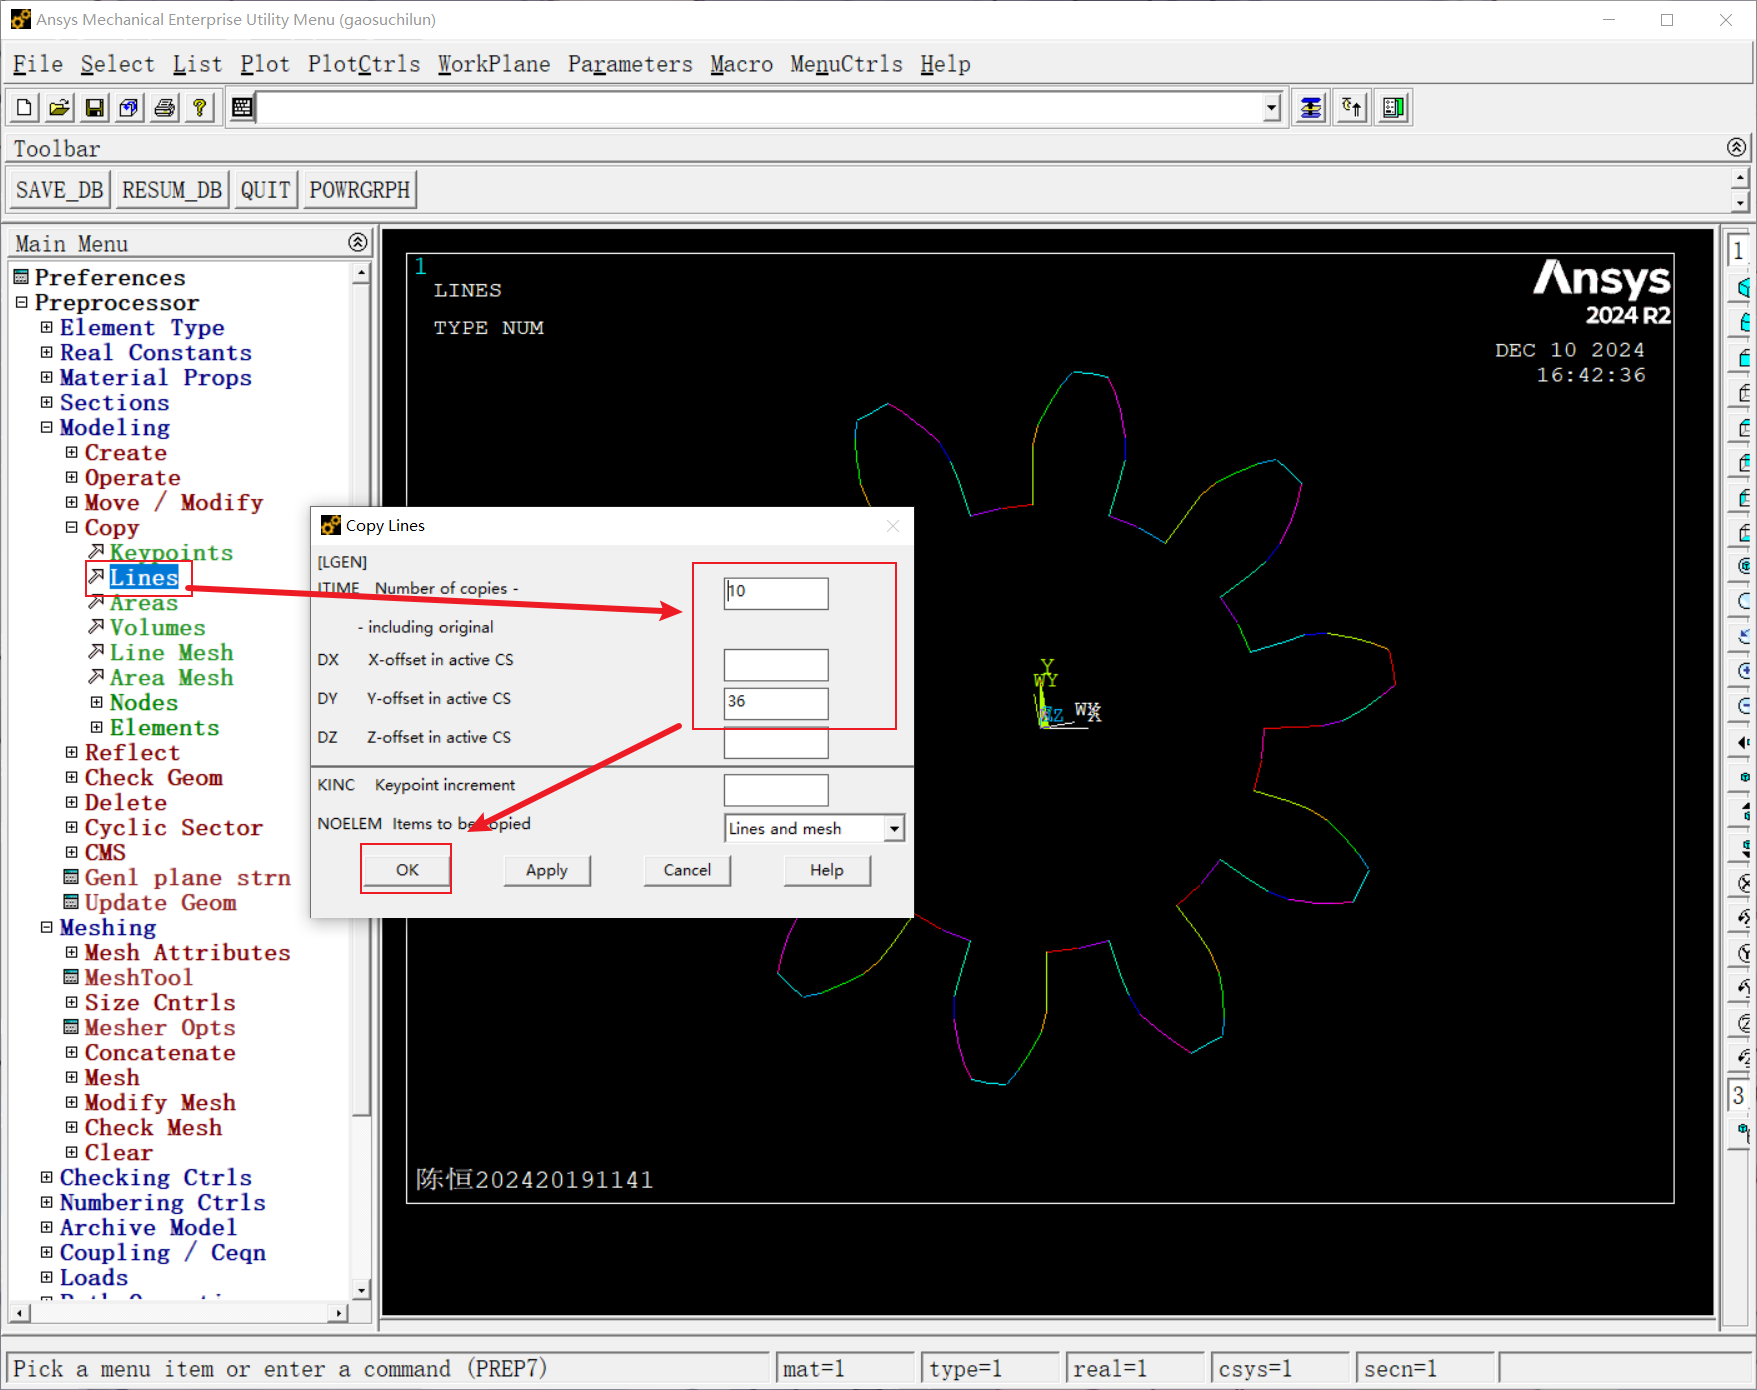 Ansys Mechanical Enterprise Utility Menu (gaosuchilun)
File Select List Plot PlotCtrls WorkPlane Parameters Macro MenuCtrls Help
Toolbar
SAVE_DB RESUM_DB QUIT POWRGRPH
Main Menu
Preferences
Preprocessor
Element Type
Real Constants
Material Props
Sections
Modeling
Create
Operate
Move / Modify
Copy
Keypoints
Lines
Areas
Volumes
Line Mesh
Area Mesh
Nodes
Elements
Reflect
Check Geom
Delete
Cyclic Sector
CMS
Genl plane strn
Update Geom
Meshing
Mesh Attributes
MeshTool
Size Cntrls
Mesher Opts
Concatenate
Mesh
Modify Mesh
Check Mesh
Clear
Checking Ctrls
Numbering Ctrls
Archive Model
Coupling / Ceqn
Loads
Copy Lines
[LGEN]
ITIME Number of copies - 10
- including original
DX X-offset in active CS
DY Y-offset in active CS 36
DZ Z-offset in active CS
KINC Keypoint increment
NOELEM Items to be copied Lines and mesh
OK Apply Cancel Help
1
LINES
TYPE NUM
Ansys
2024 R2
DEC 10 2024
16:42:36
Y
WY
WX
X
Z
陈恒202420191141
1
3
Pick a menu item or enter a command (PREP7) mat=1 type=1 real=1 csys=1 secn=1